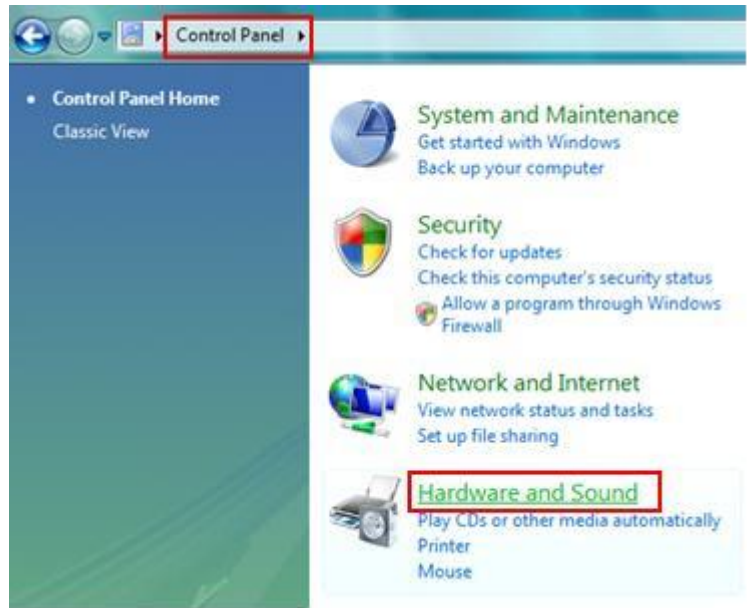 Control Panel
Control Panel Home
Classic View
System and Maintenance
Get started with Windows
Back up your computer
Security
Check for updates
Check this computer's security status
Allow a program through Windows
Firewall
Network and Internet
View network status and tasks
Set up file sharing
Hardware and Sound
Play CDs or other media automatically
Printer
Mouse